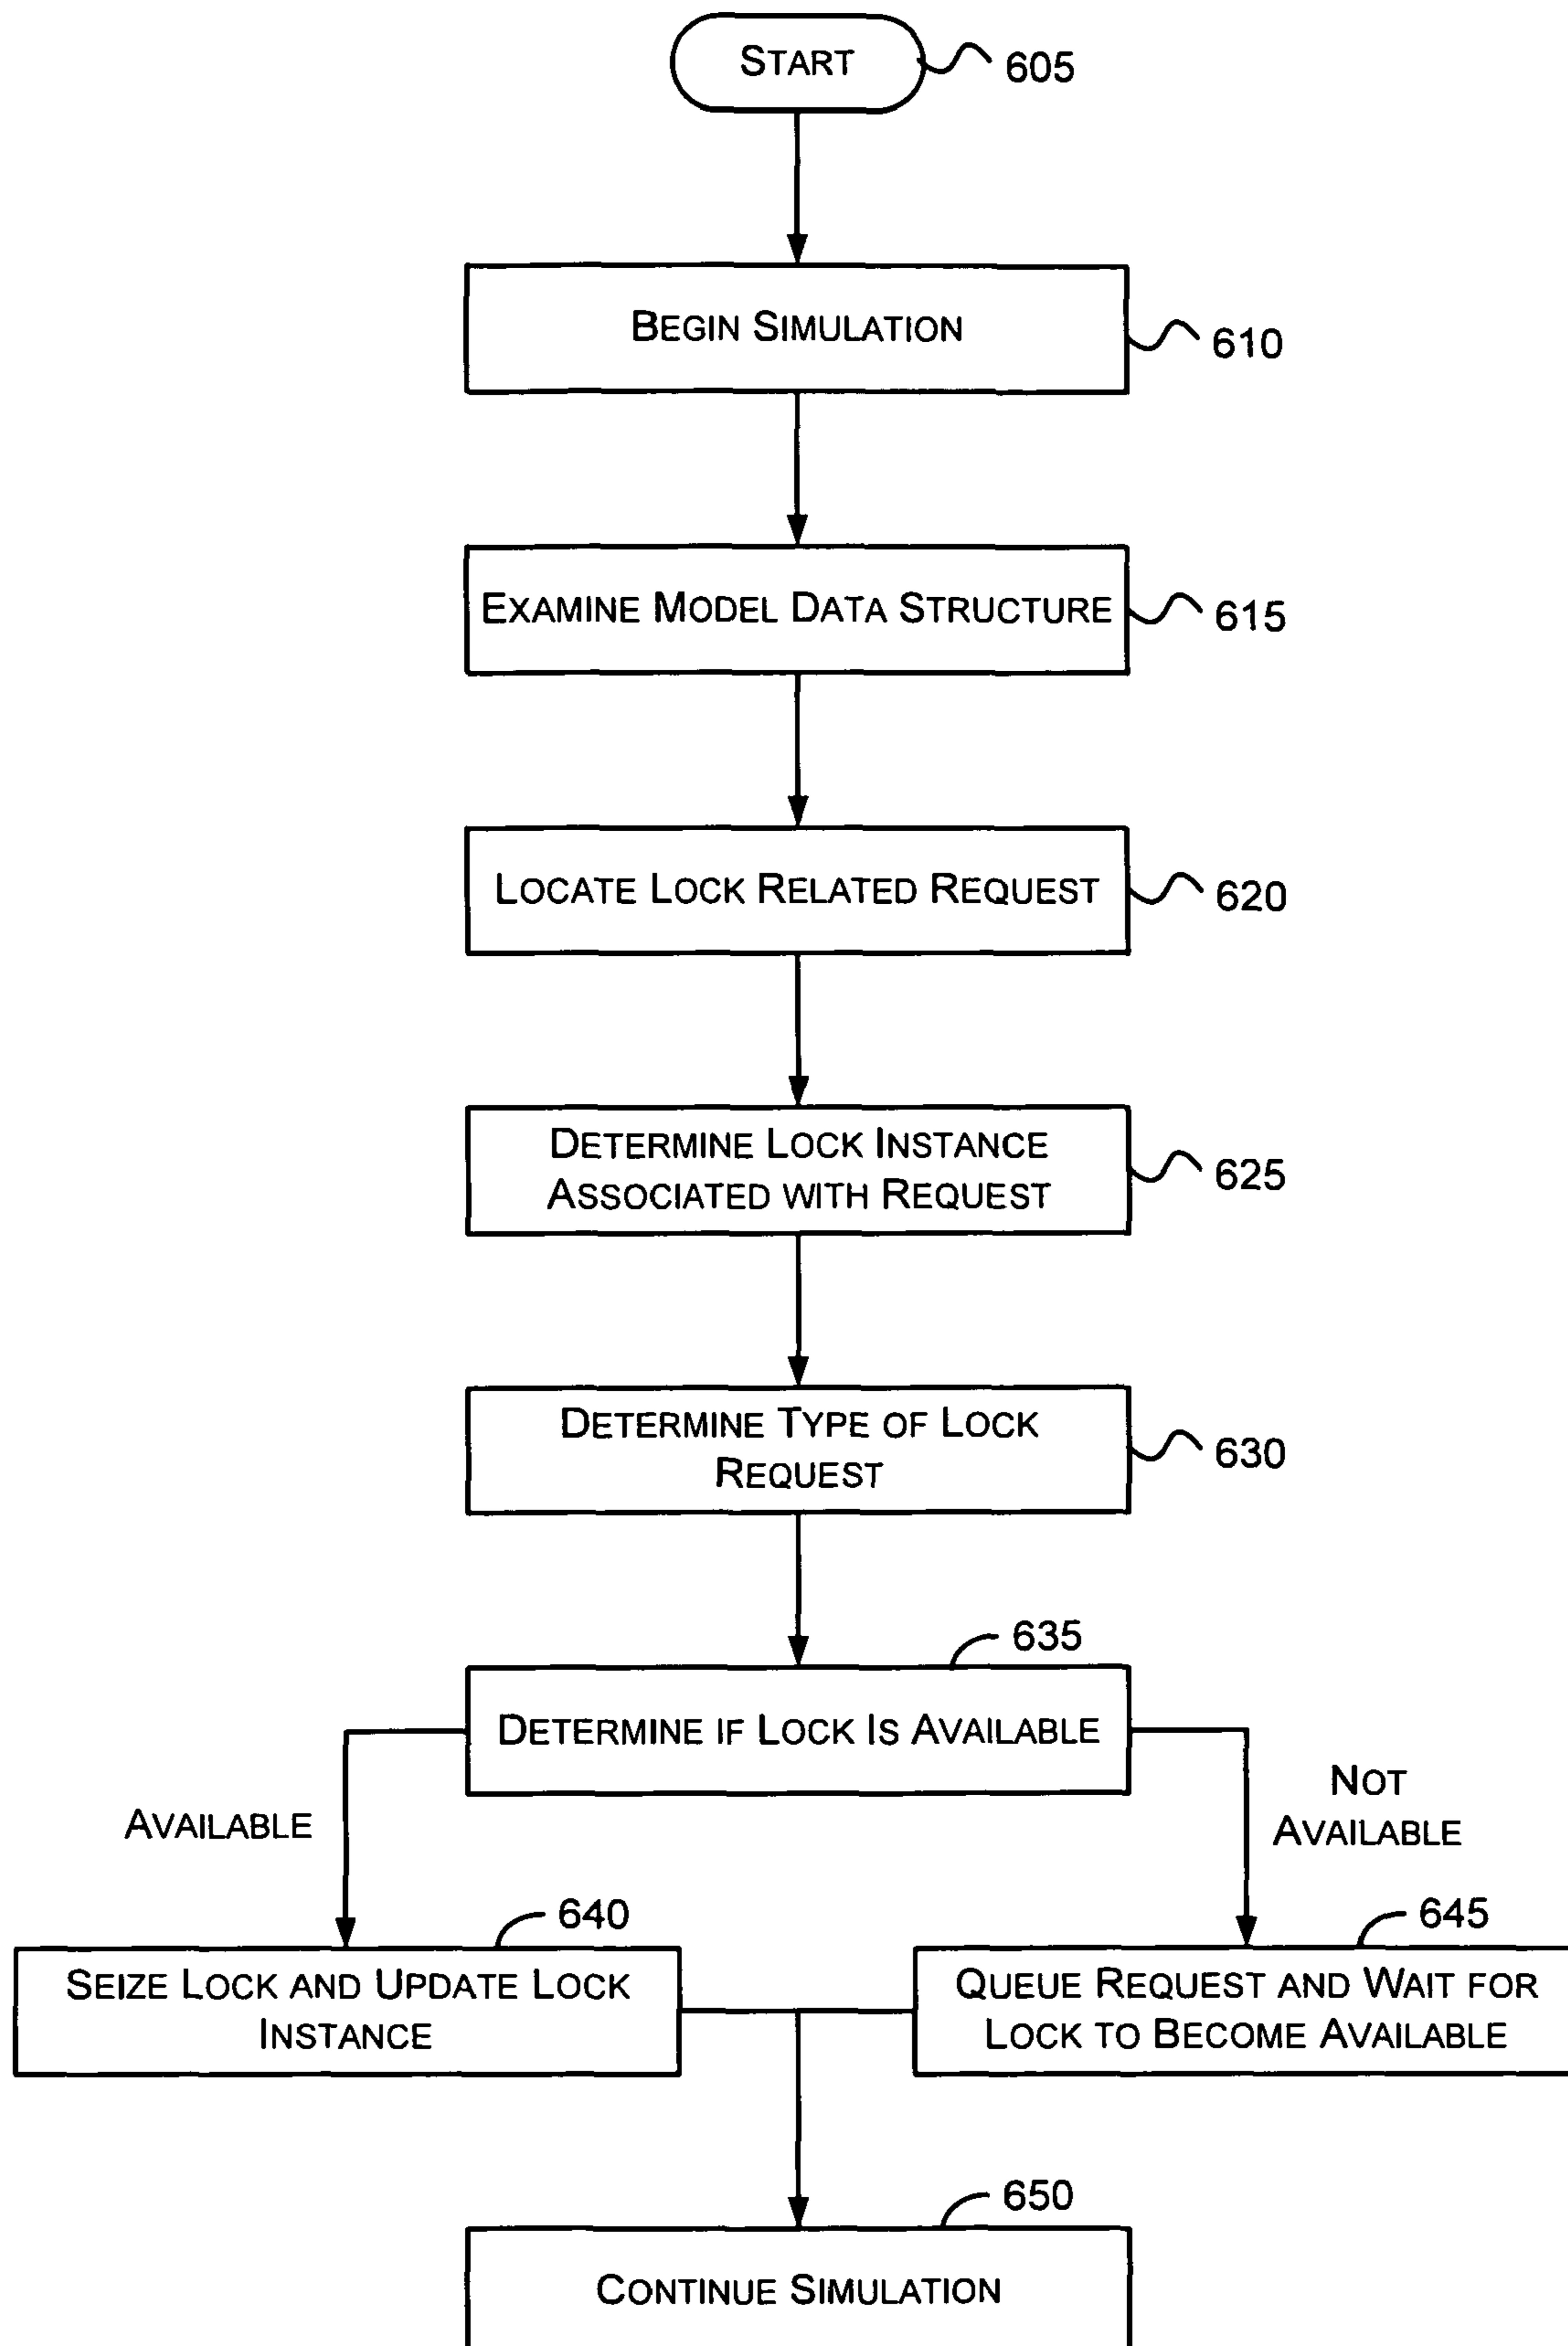 START
605
BEGIN SIMULATION
610
EXAMINE MODEL DATA STRUCTURE
615
LOCATE LOCK RELATED REQUEST
620
DETERMINE LOCK INSTANCE
ASSOCIATED WITH REQUEST
625
DETERMINE TYPE OF LOCK
REQUEST
630
635
DETERMINE IF LOCK IS AVAILABLE
AVAILABLE
NOT
AVAILABLE
640
SEIZE LOCK AND UPDATE LOCK
INSTANCE
645
QUEUE REQUEST AND WAIT FOR
LOCK TO BECOME AVAILABLE
650
CONTINUE SIMULATION